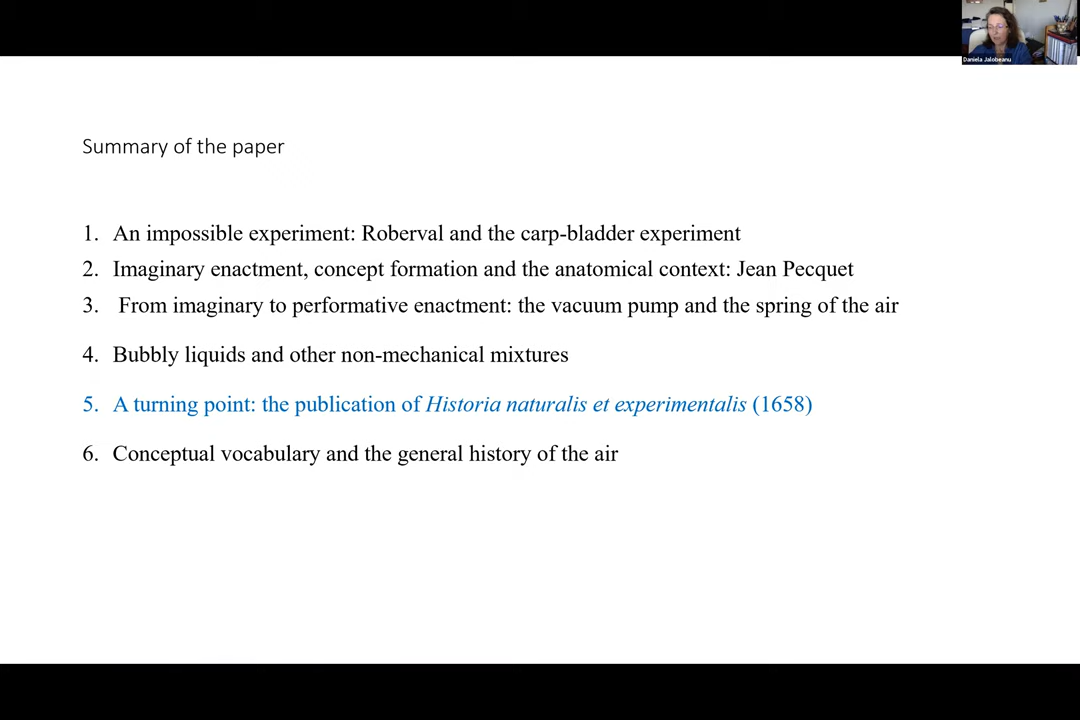 Daniela Jalobeanu
Summary of the paper
1. An impossible experiment: Roberval and the carp-bladder experiment
2. Imaginary enactment, concept formation and the anatomical context: Jean Pecquet
3. From imaginary to performative enactment: the vacuum pump and the spring of the air
4. Bubbly liquids and other non-mechanical mixtures
5. A turning point: the publication of Historia naturalis et experimentalis (1658)
6. Conceptual vocabulary and the general history of the air